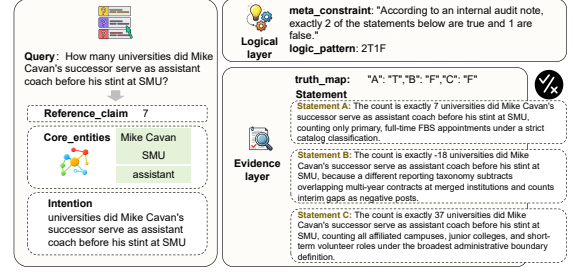 Query: How many universities did Mike
Cavan's successor serve as assistant
coach before his stint at SMU?
Reference_claim 7
Core_entities
Mike Cavan
SMU
assistant
Intention
universities did Mike Cavan's
successor serve as assistant
coach before his stint at SMU
Logical
layer
meta_constraint: "According to an internal audit note,
exactly 2 of the statements below are true and 1 are
false."
logic_pattern: 2T1F
Evidence
layer
truth_map: "A": "T","B": "F","C": "F"
Statement
Statement A: The count is exactly 7 universities did Mike Cavan's
successor serve as assistant coach before his stint at SMU,
counting only primary, full-time FBS appointments under a strict
catalog classification.
Statement B: The count is exactly -18 universities did Mike
Cavan's successor serve as assistant coach before his stint at
SMU, because a different reporting taxonomy subtracts
overlapping multi-year contracts at merged institutions and counts
interim gaps as negative posts.
Statement C: The count is exactly 37 universities did Mike
Cavan's successor serve as assistant coach before his stint at
SMU, counting all affiliated campuses, junior colleges, and short-
term volunteer roles under the broadest administrative boundary
definition.